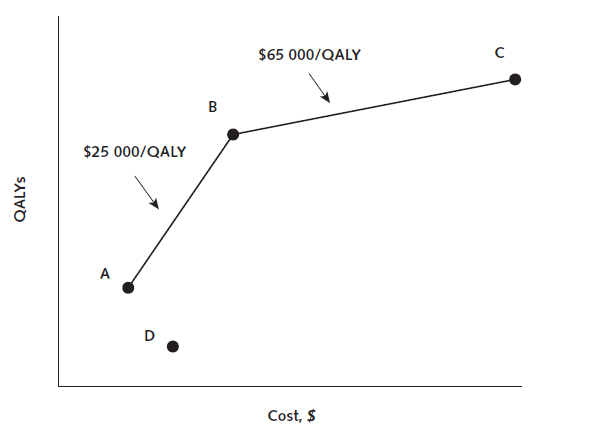 $65 000/QALY
C
B
$25 000/QALY
QALYs
A
D
Cost, $